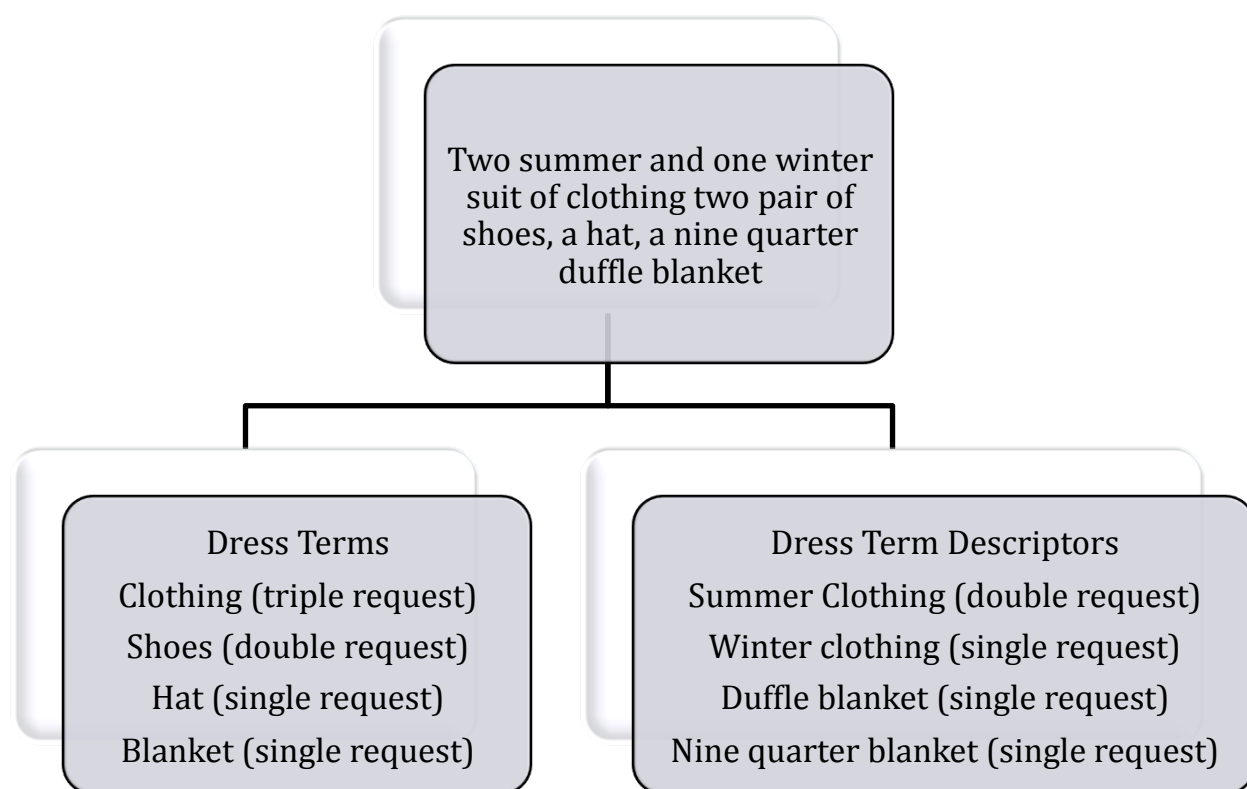 Two summer and one winter
suit of clothing two pair of
shoes, a hat, a nine quarter
duffle blanket
Dress Terms
Clothing (triple request)
Shoes (double request)
Hat (single request)
Blanket (single request)
Dress Term Descriptors
Summer Clothing (double request)
Winter clothing (single request)
Duffle blanket (single request)
Nine quarter blanket (single request)